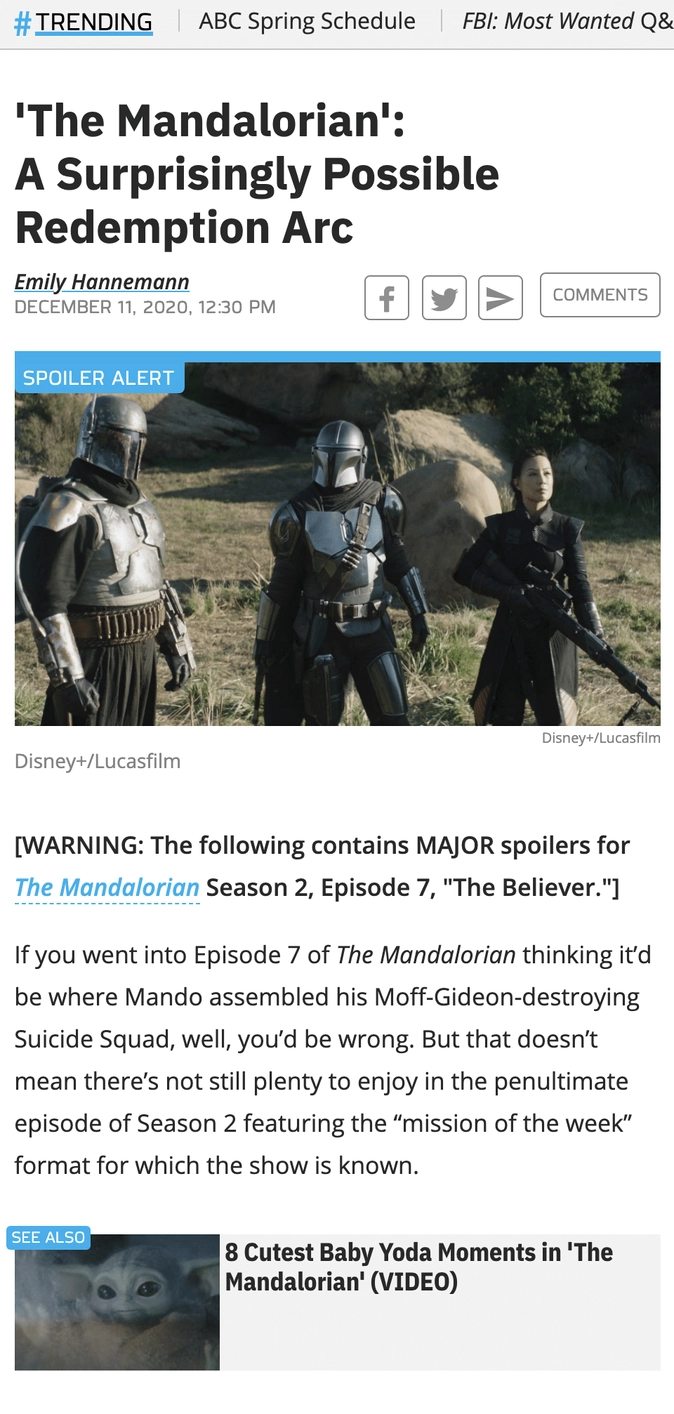 #TRENDING
ABC Spring Schedule
FBI: Most Wanted Q&
'The Mandalorian':
A Surprisingly Possible
Redemption Arc
Emily Hannemann
DECEMBER 11, 2020, 12:30 PM
COMMENTS
SPOILER ALERT
Disney+/Lucasfilm
Disney+/Lucasfilm
[WARNING: The following contains MAJOR spoilers for
The Mandalorian Season 2, Episode 7, "The Believer."]
If you went into Episode 7 of The Mandalorian thinking it’d
be where Mando assembled his Moff-Gideon-destroying
Suicide Squad, well, you’d be wrong. But that doesn’t
mean there’s not still plenty to enjoy in the penultimate
episode of Season 2 featuring the “mission of the week”
format for which the show is known.
SEE ALSO
8 Cutest Baby Yoda Moments in 'The
Mandalorian' (VIDEO)